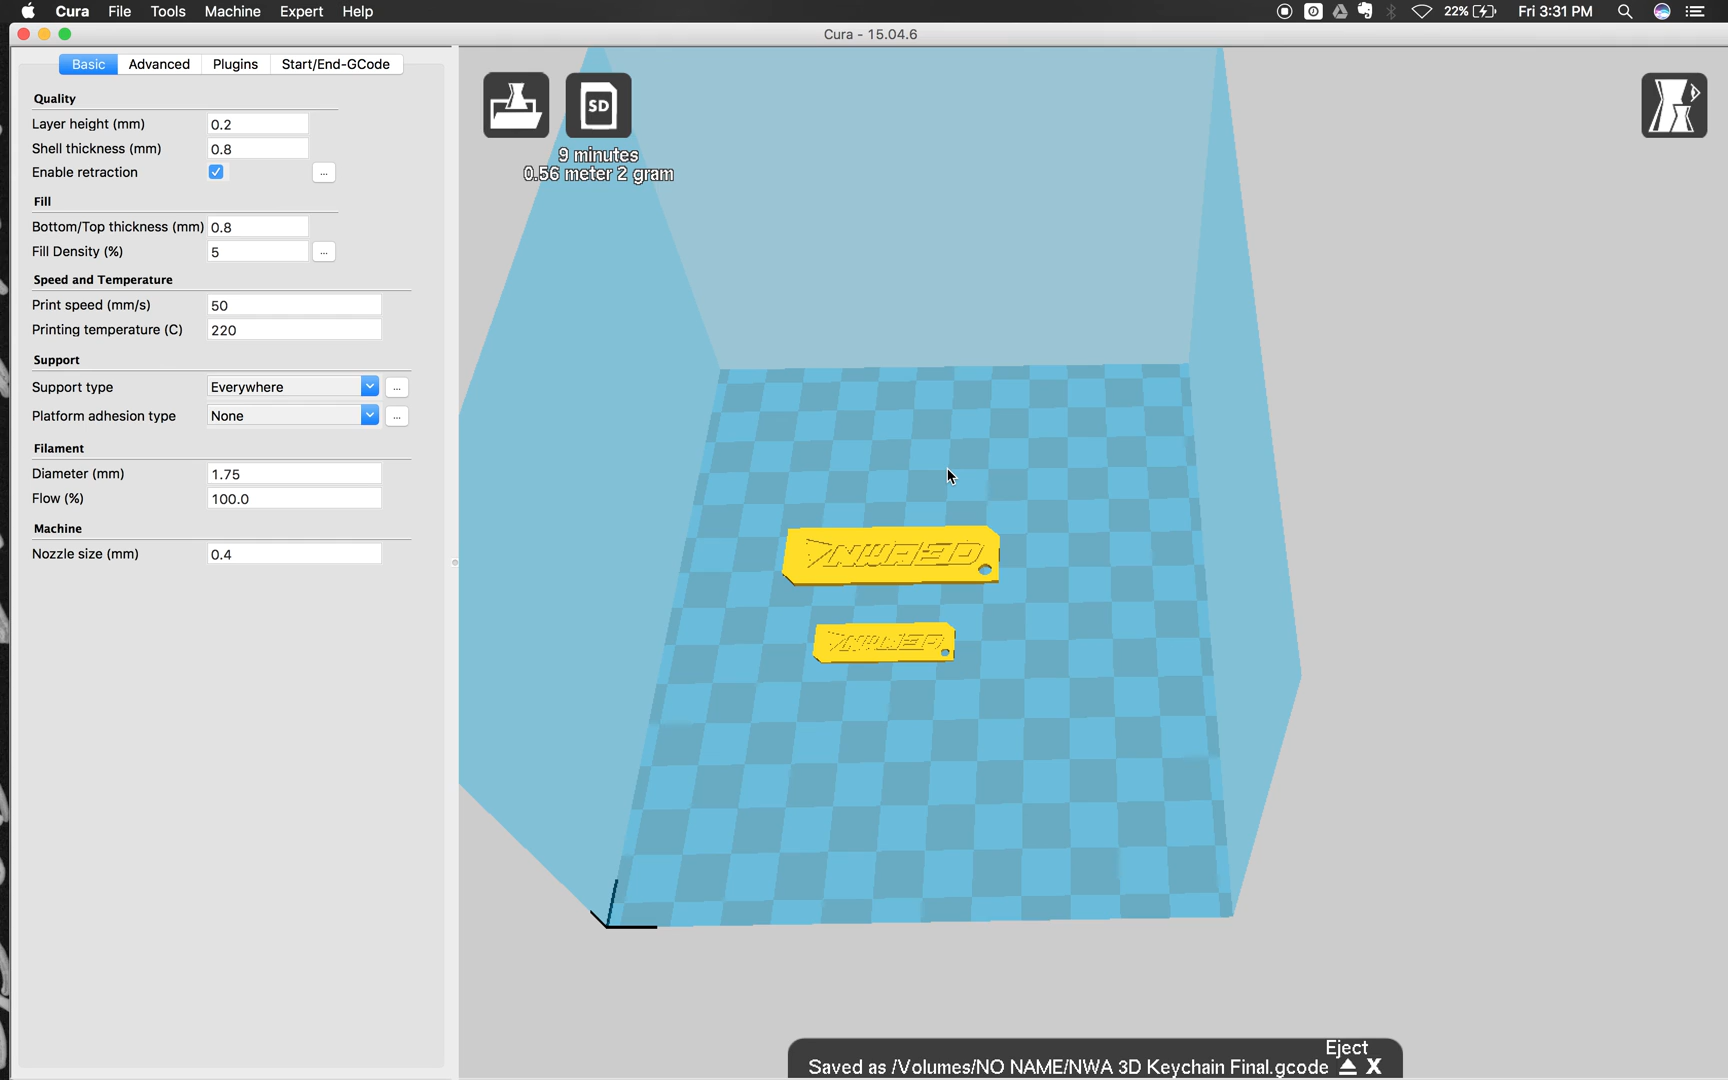 Cura File Tools Machine Expert Help
22% Fri 3:31 PM
Cura - 15.04.6
Basic Advanced Plugins Start/End-GCode
Quality
Layer height (mm) 0.2
Shell thickness (mm) 0.8
Enable retraction ...
Fill
Bottom/Top thickness (mm) 0.8
Fill Density (%) 5 ...
Speed and Temperature
Print speed (mm/s) 50
Printing temperature (C) 220
Support
Support type Everywhere ...
Platform adhesion type None ...
Filament
Diameter (mm) 1.75
Flow (%) 100.0
Machine
Nozzle size (mm) 0.4
SD
9 minutes
0.56 meter 2 gram
NWA3D
NWA3D
Eject
Saved as /Volumes/NO NAME/NWA 3D Keychain Final.gcode X